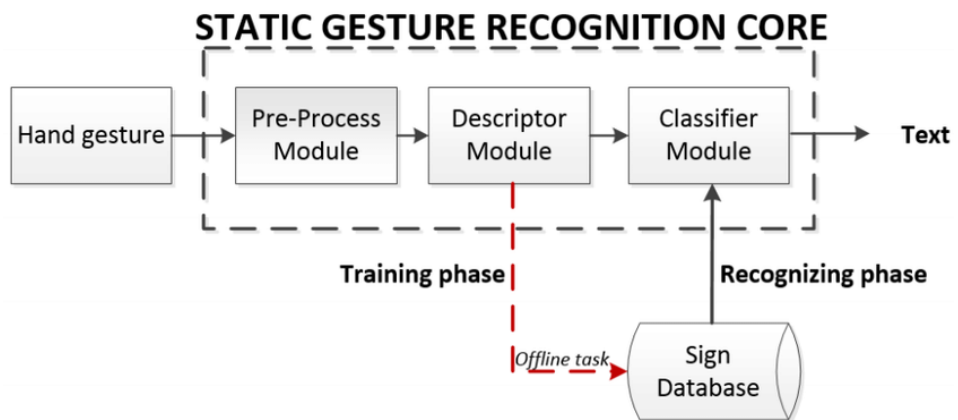 STATIC GESTURE RECOGNITION CORE
Hand gesture
Pre-Process
Module
Descriptor
Module
Classifier
Module
Text
Training phase
Recognizing phase
Offline task
Sign
Database